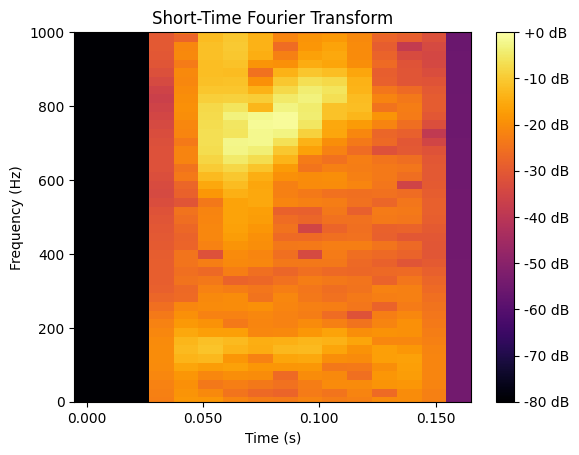 Short-Time Fourier Transform
1000
800
600
400
200
0
Frequency (Hz)
0.000
0.050
0.100
0.150
Time (s)
+0 dB
-10 dB
-20 dB
-30 dB
-40 dB
-50 dB
-60 dB
-70 dB
-80 dB